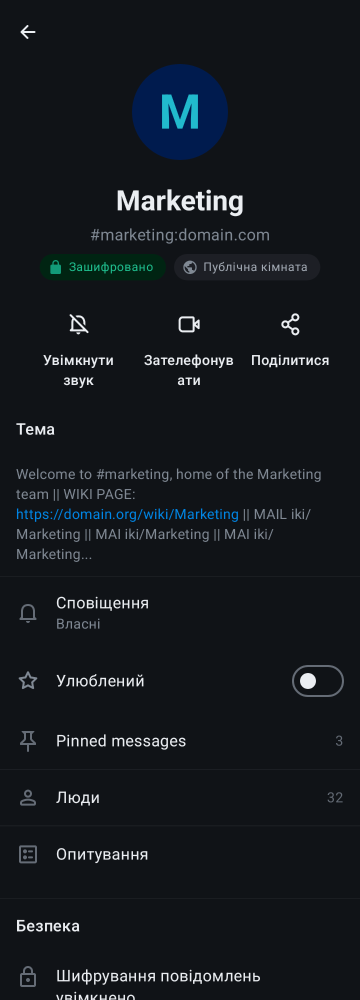 M
Marketing
#marketing:domain.com
Зашифровано
Публічна кімната
Увімкнути
звук
Зателефонув
ати
Поділитися
Тема
Welcome to #marketing, home of the Marketing
team || WIKI PAGE:
https://domain.org/wiki/Marketing || MAIL iki/
Marketing || MAI iki/Marketing || MAI iki/
Marketing...
Сповіщення
Власні
Улюблений
Pinned messages
3
Люди
32
Опитування
Безпека
Шифрування повідомлень
увімкнено